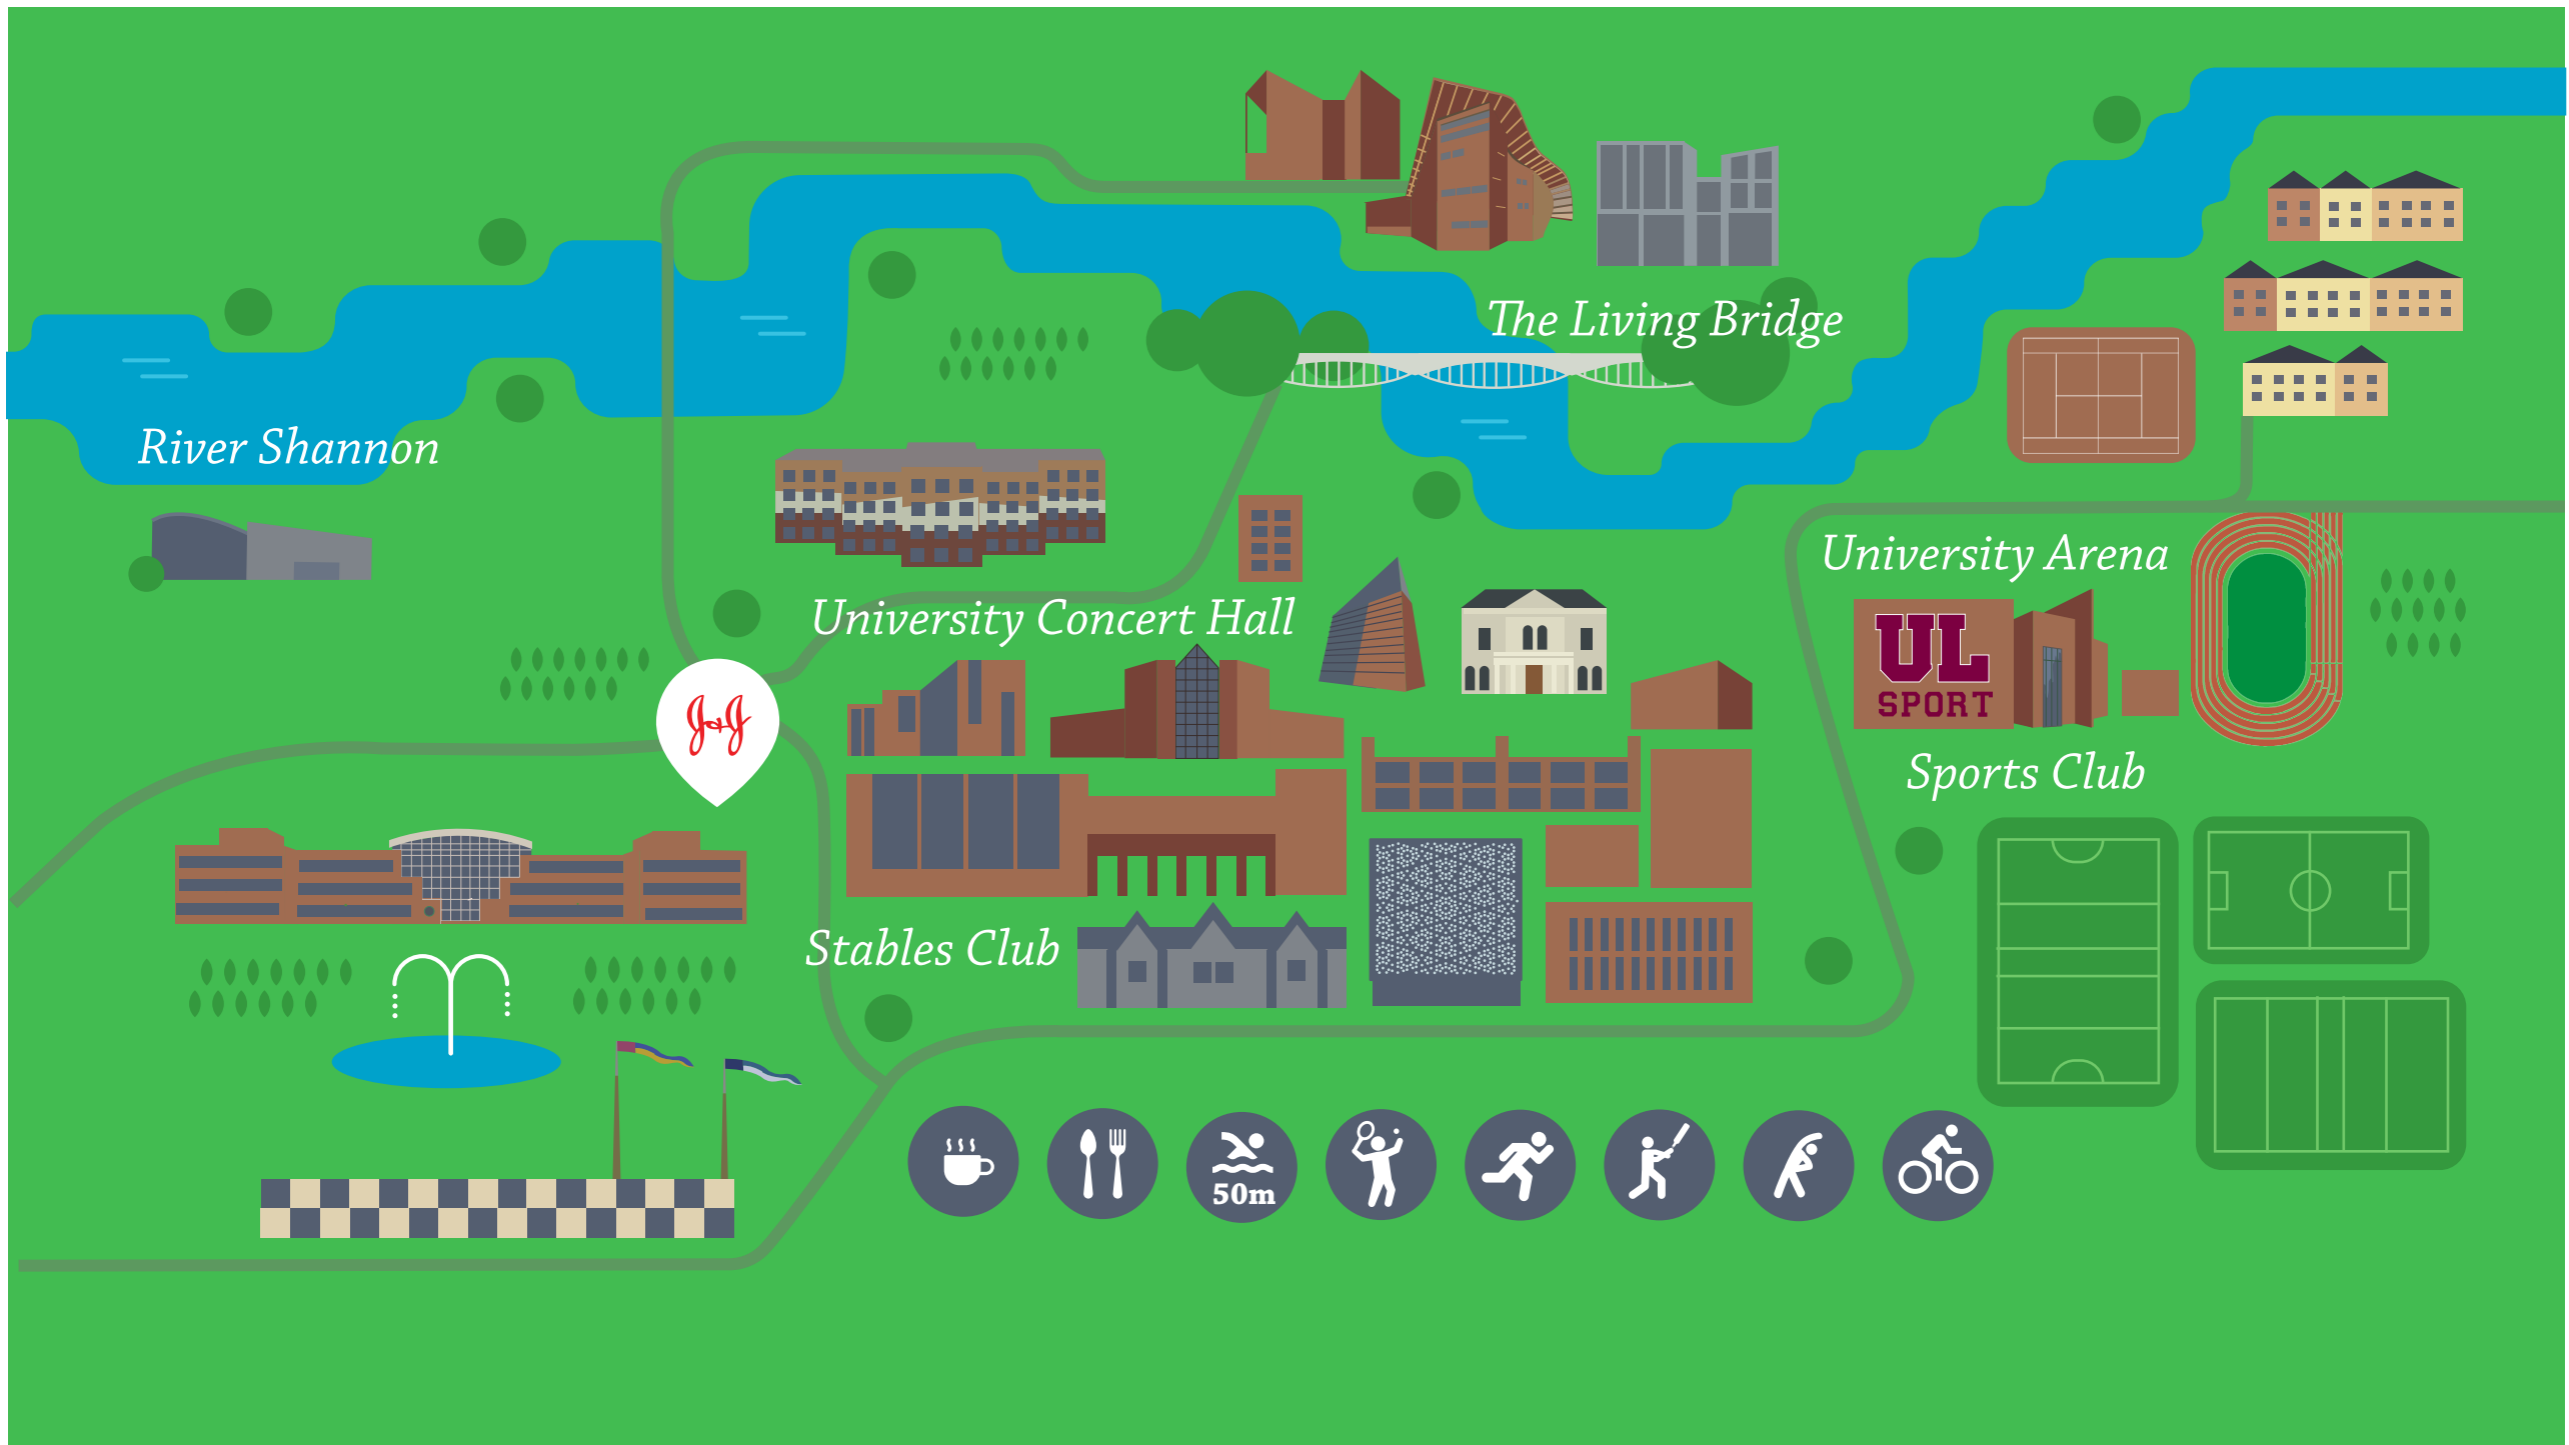 The Living Bridge
River Shannon
University Arena
University Concert Hall
UL
SPORT
J&J
Sports Club
Stables Club
50m